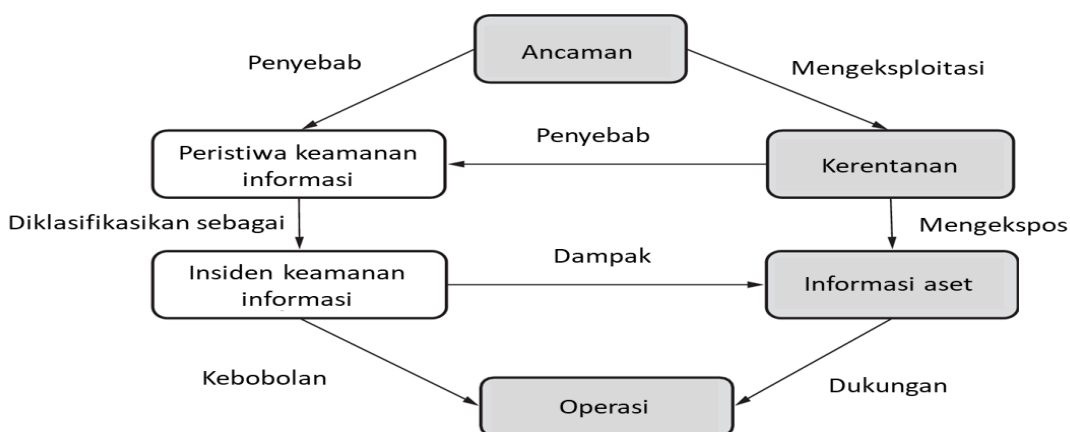 Ancaman
Penyebab
Mengeksploitasi
Penyebab
Peristiwa keamanan
informasi
Kerentanan
Diklasifikasikan sebagai
Mengekspos
Dampak
Insiden keamanan
informasi
Informasi aset
Kebobolan
Dukungan
Operasi